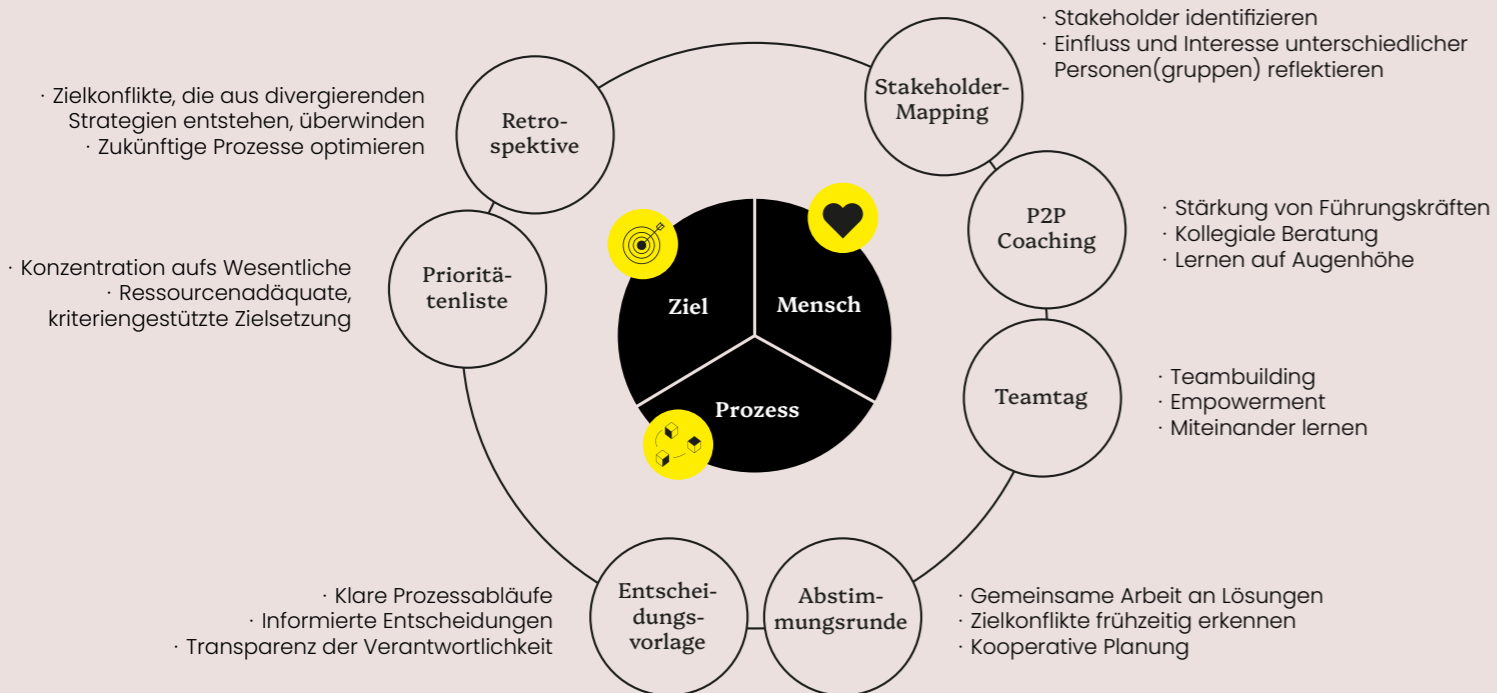 · Stakeholder identifizieren
· Einfluss und Interesse unterschiedlicher
Personen(gruppen) reflektieren
Stakeholder-
Mapping
· Zielkonflikte, die aus divergierenden
Strategien entstehen, überwinden
· Zukünftige Prozesse optimieren
Retro-
spektive
P2P
Coaching
· Stärkung von Führungskräften
· Kollegiale Beratung
· Lernen auf Augenhöhe
· Konzentration aufs Wesentliche
· Ressourcenadäquate,
kriteriengestützte Zielsetzung
Prioritä-
tenliste
Ziel
Mensch
Prozess
Teamtag
· Teambuilding
· Empowerment
· Miteinander lernen
· Klare Prozessabläufe
· Informierte Entscheidungen
· Transparenz der Verantwortlichkeit
Entschei-
dungs-
vorlage
Abstim-
mungsrunde
· Gemeinsame Arbeit an Lösungen
· Zielkonflikte frühzeitig erkennen
· Kooperative Planung